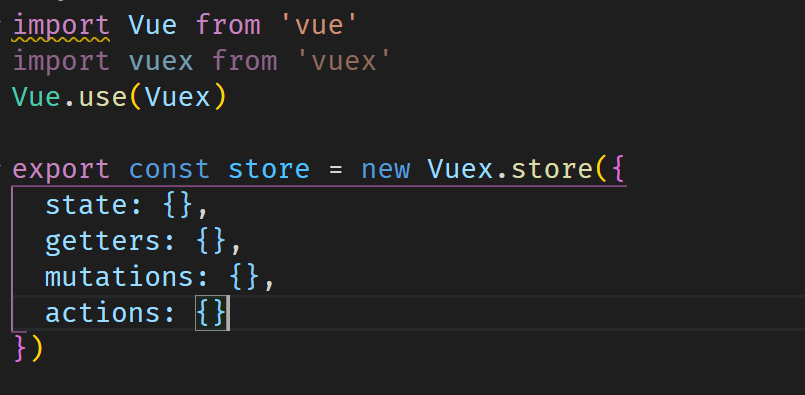 import Vue from 'vue'
import vuex from 'vuex'
Vue.use(Vuex)
export const store = new Vuex.store({
state: {},
getters: {},
mutations: {},
actions: {}
})